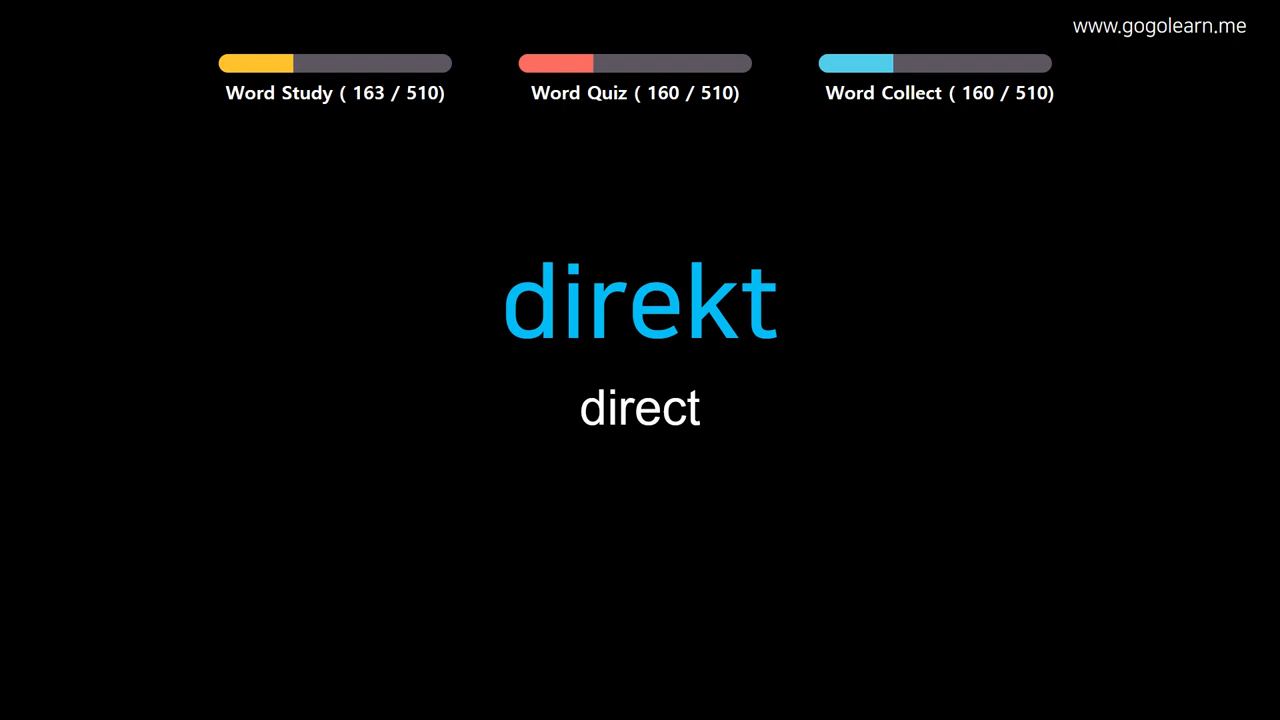 www.gogolearn.me
Word Study ( 163 / 510)
Word Quiz ( 160 / 510)
Word Collect ( 160 / 510)
direkt
direct